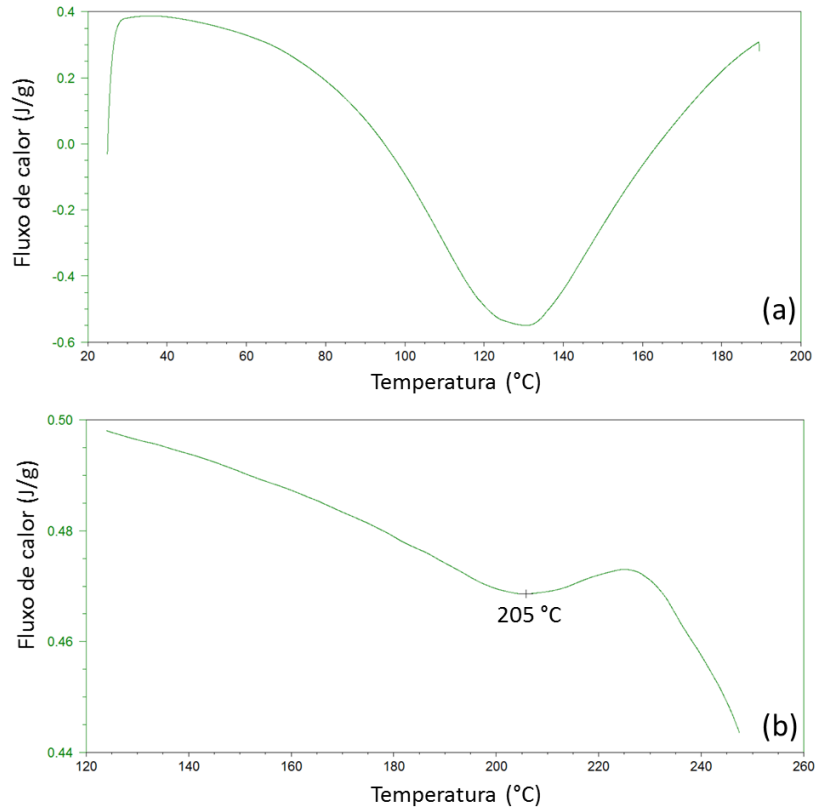 0.4
0.2
0.0
-0.2
-0.4
-0.6
Fluxo de calor (J/g)
(a)
20 40 60 80 100 120 140 160 180 200
Temperatura (°C)
0.50
0.48
0.46
0.44
Fluxo de calor (J/g)
205 °C
(b)
120 140 160 180 200 220 240 260
Temperatura (°C)